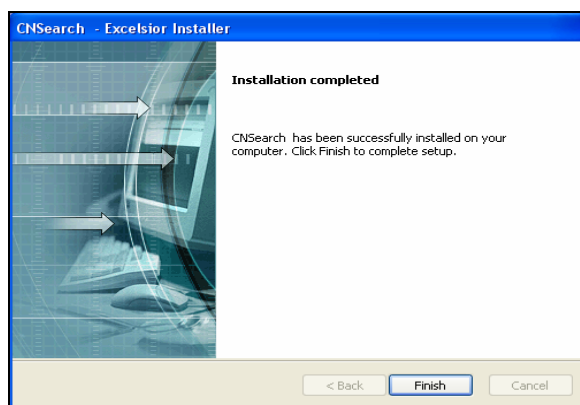 CNSearch - Excelsior Installer
Installation completed
CNSearch has been successfully installed on your
computer. Click Finish to complete setup.
< Back Finish Cancel